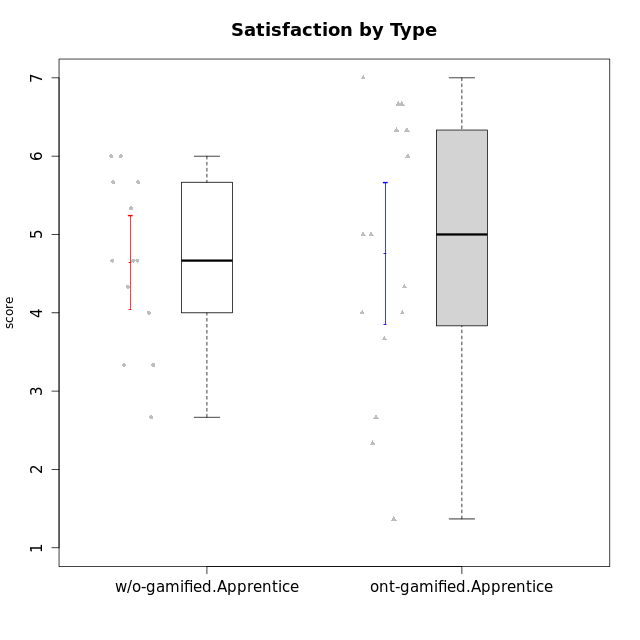 Satisfaction by Type
7
6
5
4
3
2
1
score
w/o-gamified.Apprentice
ont-gamified.Apprentice